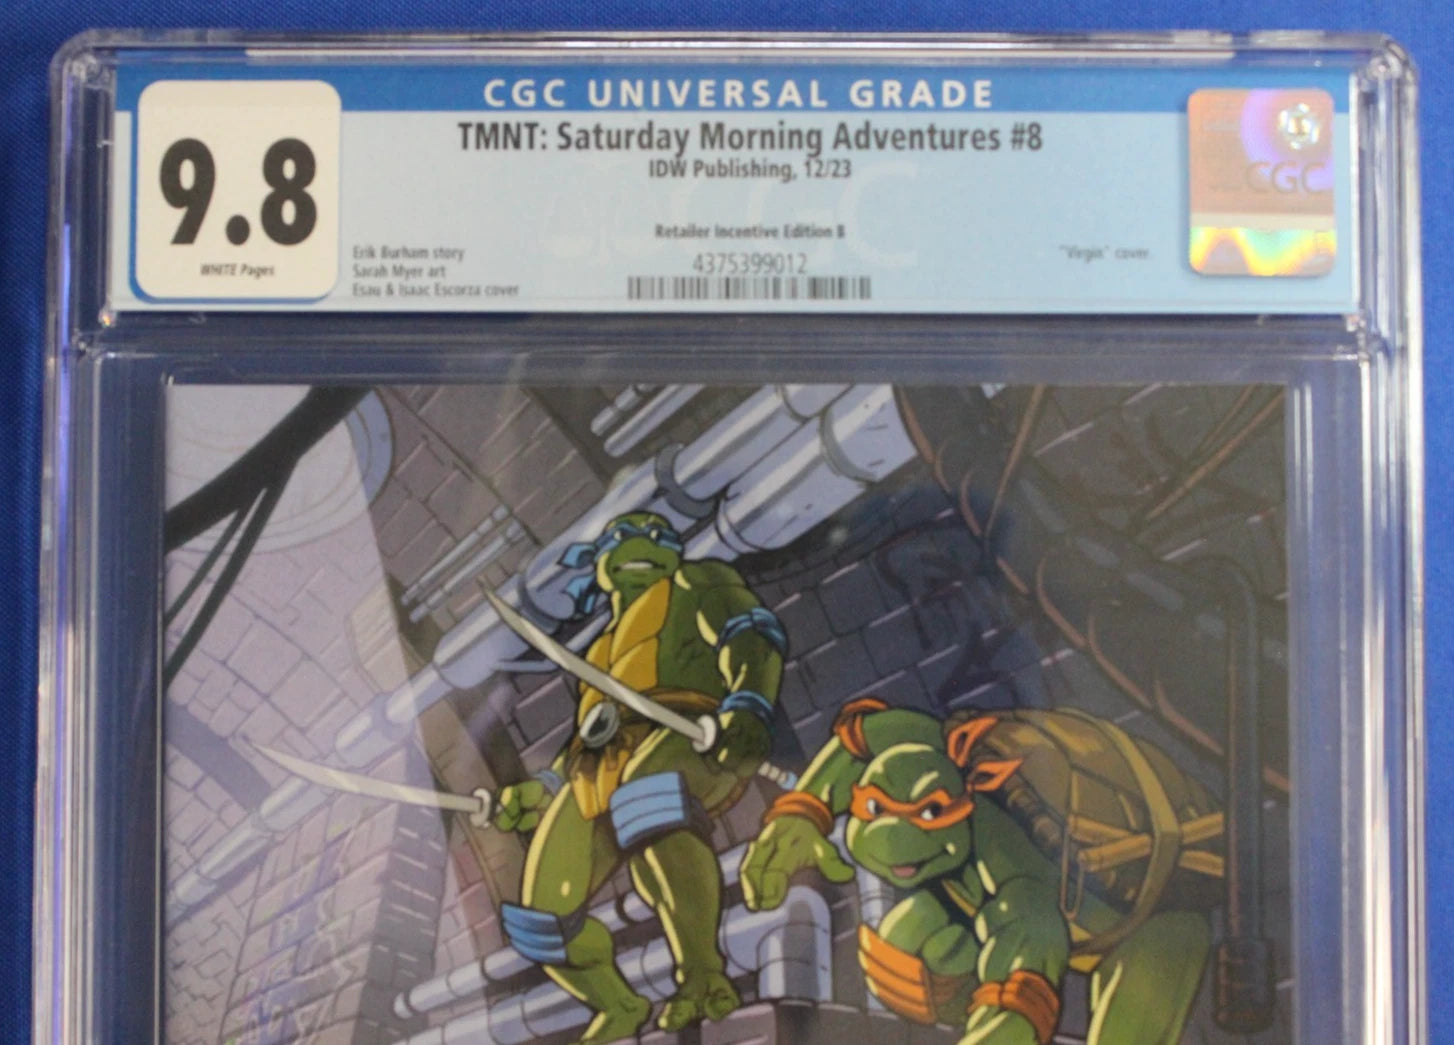 CGC UNIVERSAL GRADE
9.8
WHITE Pages
TMNT: Saturday Morning Adventures #8
IDW Publishing, 12/23
Retailer Incentive Edition B
Erik Burham story
Sarah Myer art
Esau & Isaac Escorza cover
4375399012
"Virgin" cover.
CGC